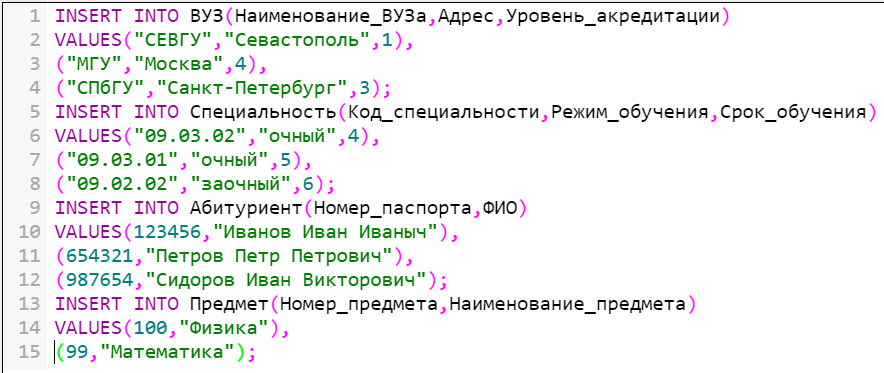 1 INSERT INTO ВУЗ(Наименование_ВУЗа,Адрес,Уровень_акредитации)
2 VALUES("СЕВГУ","Севастополь",1),
3 ("МГУ","Москва",4),
4 ("СПбГУ","Санкт-Петербург",3);
5 INSERT INTO Специальность(Код_специальности,Режим_обучения,Срок_обучения)
6 VALUES("09.03.02","очный",4),
7 ("09.03.01","очный",5),
8 ("09.02.02","заочный",6);
9 INSERT INTO Абитуриент(Номер_паспорта,ФИО)
10 VALUES(123456,"Иванов Иван Иваныч"),
11 (654321,"Петров Петр Петрович"),
12 (987654,"Сидоров Иван Викторович");
13 INSERT INTO Предмет(Номер_предмета,Наименование_предмета)
14 VALUES(100,"Физика"),
15 (99,"Математика");